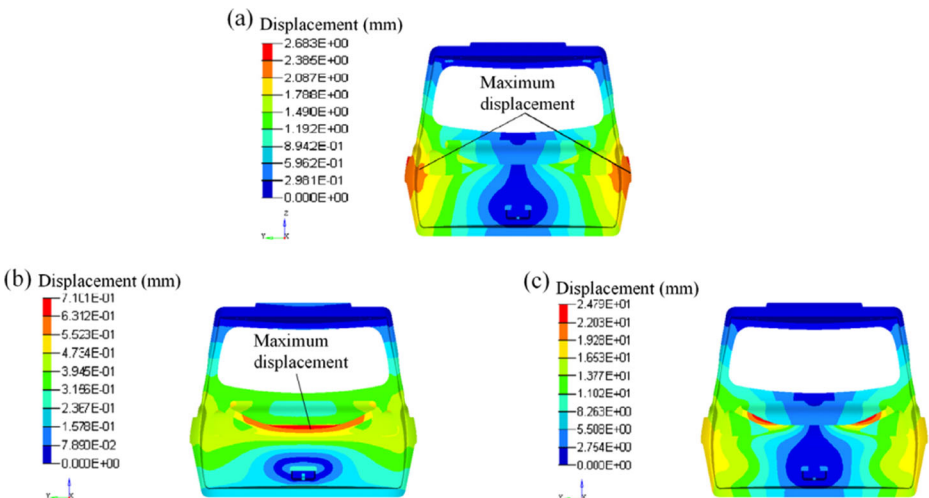 (a) Displacement (mm)
2.683E+00
2.385E+00
2.087E+00
1.788E+00
1.490E+00
1.192E+00
8.942E-01
5.962E-01
2.981E-01
0.000E+00
Z
Y X
Maximum
displacement
(b) Displacement (mm)
7.101E-01
6.312E-01
5.523E-01
4.734E-01
3.945E-01
3.156E-01
2.367E-01
1.578E-01
7.890E-02
0.000E+00
Y X
Maximum
displacement
(c) Displacement (mm)
2.479E+01
2.203E+01
1.928E+01
1.653E+01
1.377E+01
1.102E+01
8.263E+00
5.508E+00
2.754E+00
0.000E+00
Y X